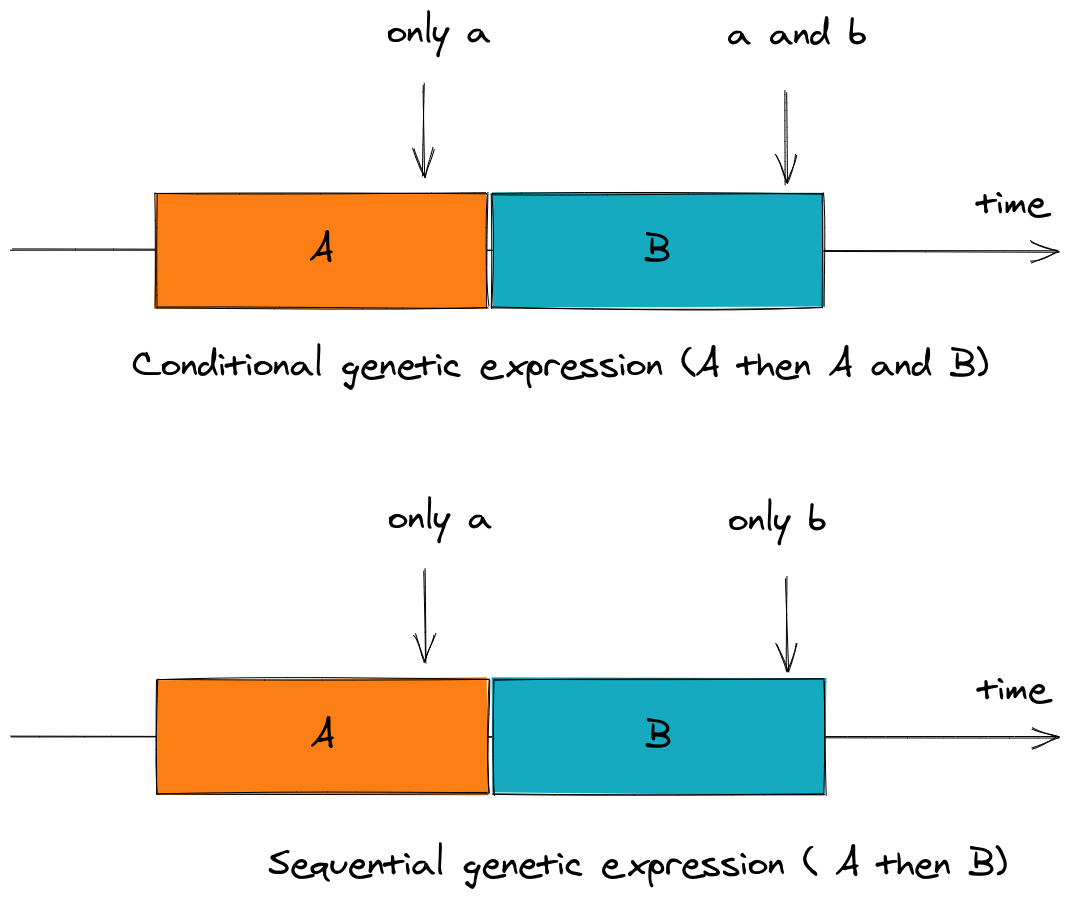 only a
a and b
time
A
B
Conditional genetic expression (A then A and B)
only a
only b
time
A
B
Sequential genetic expression ( A then B)